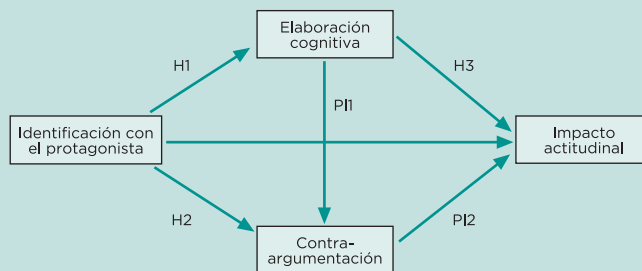 Elaboración
cognitiva
H1
H3
PI1
Identificación con
el protagonista
Impacto
actitudinal
H2
PI2
Contra-
argumentación